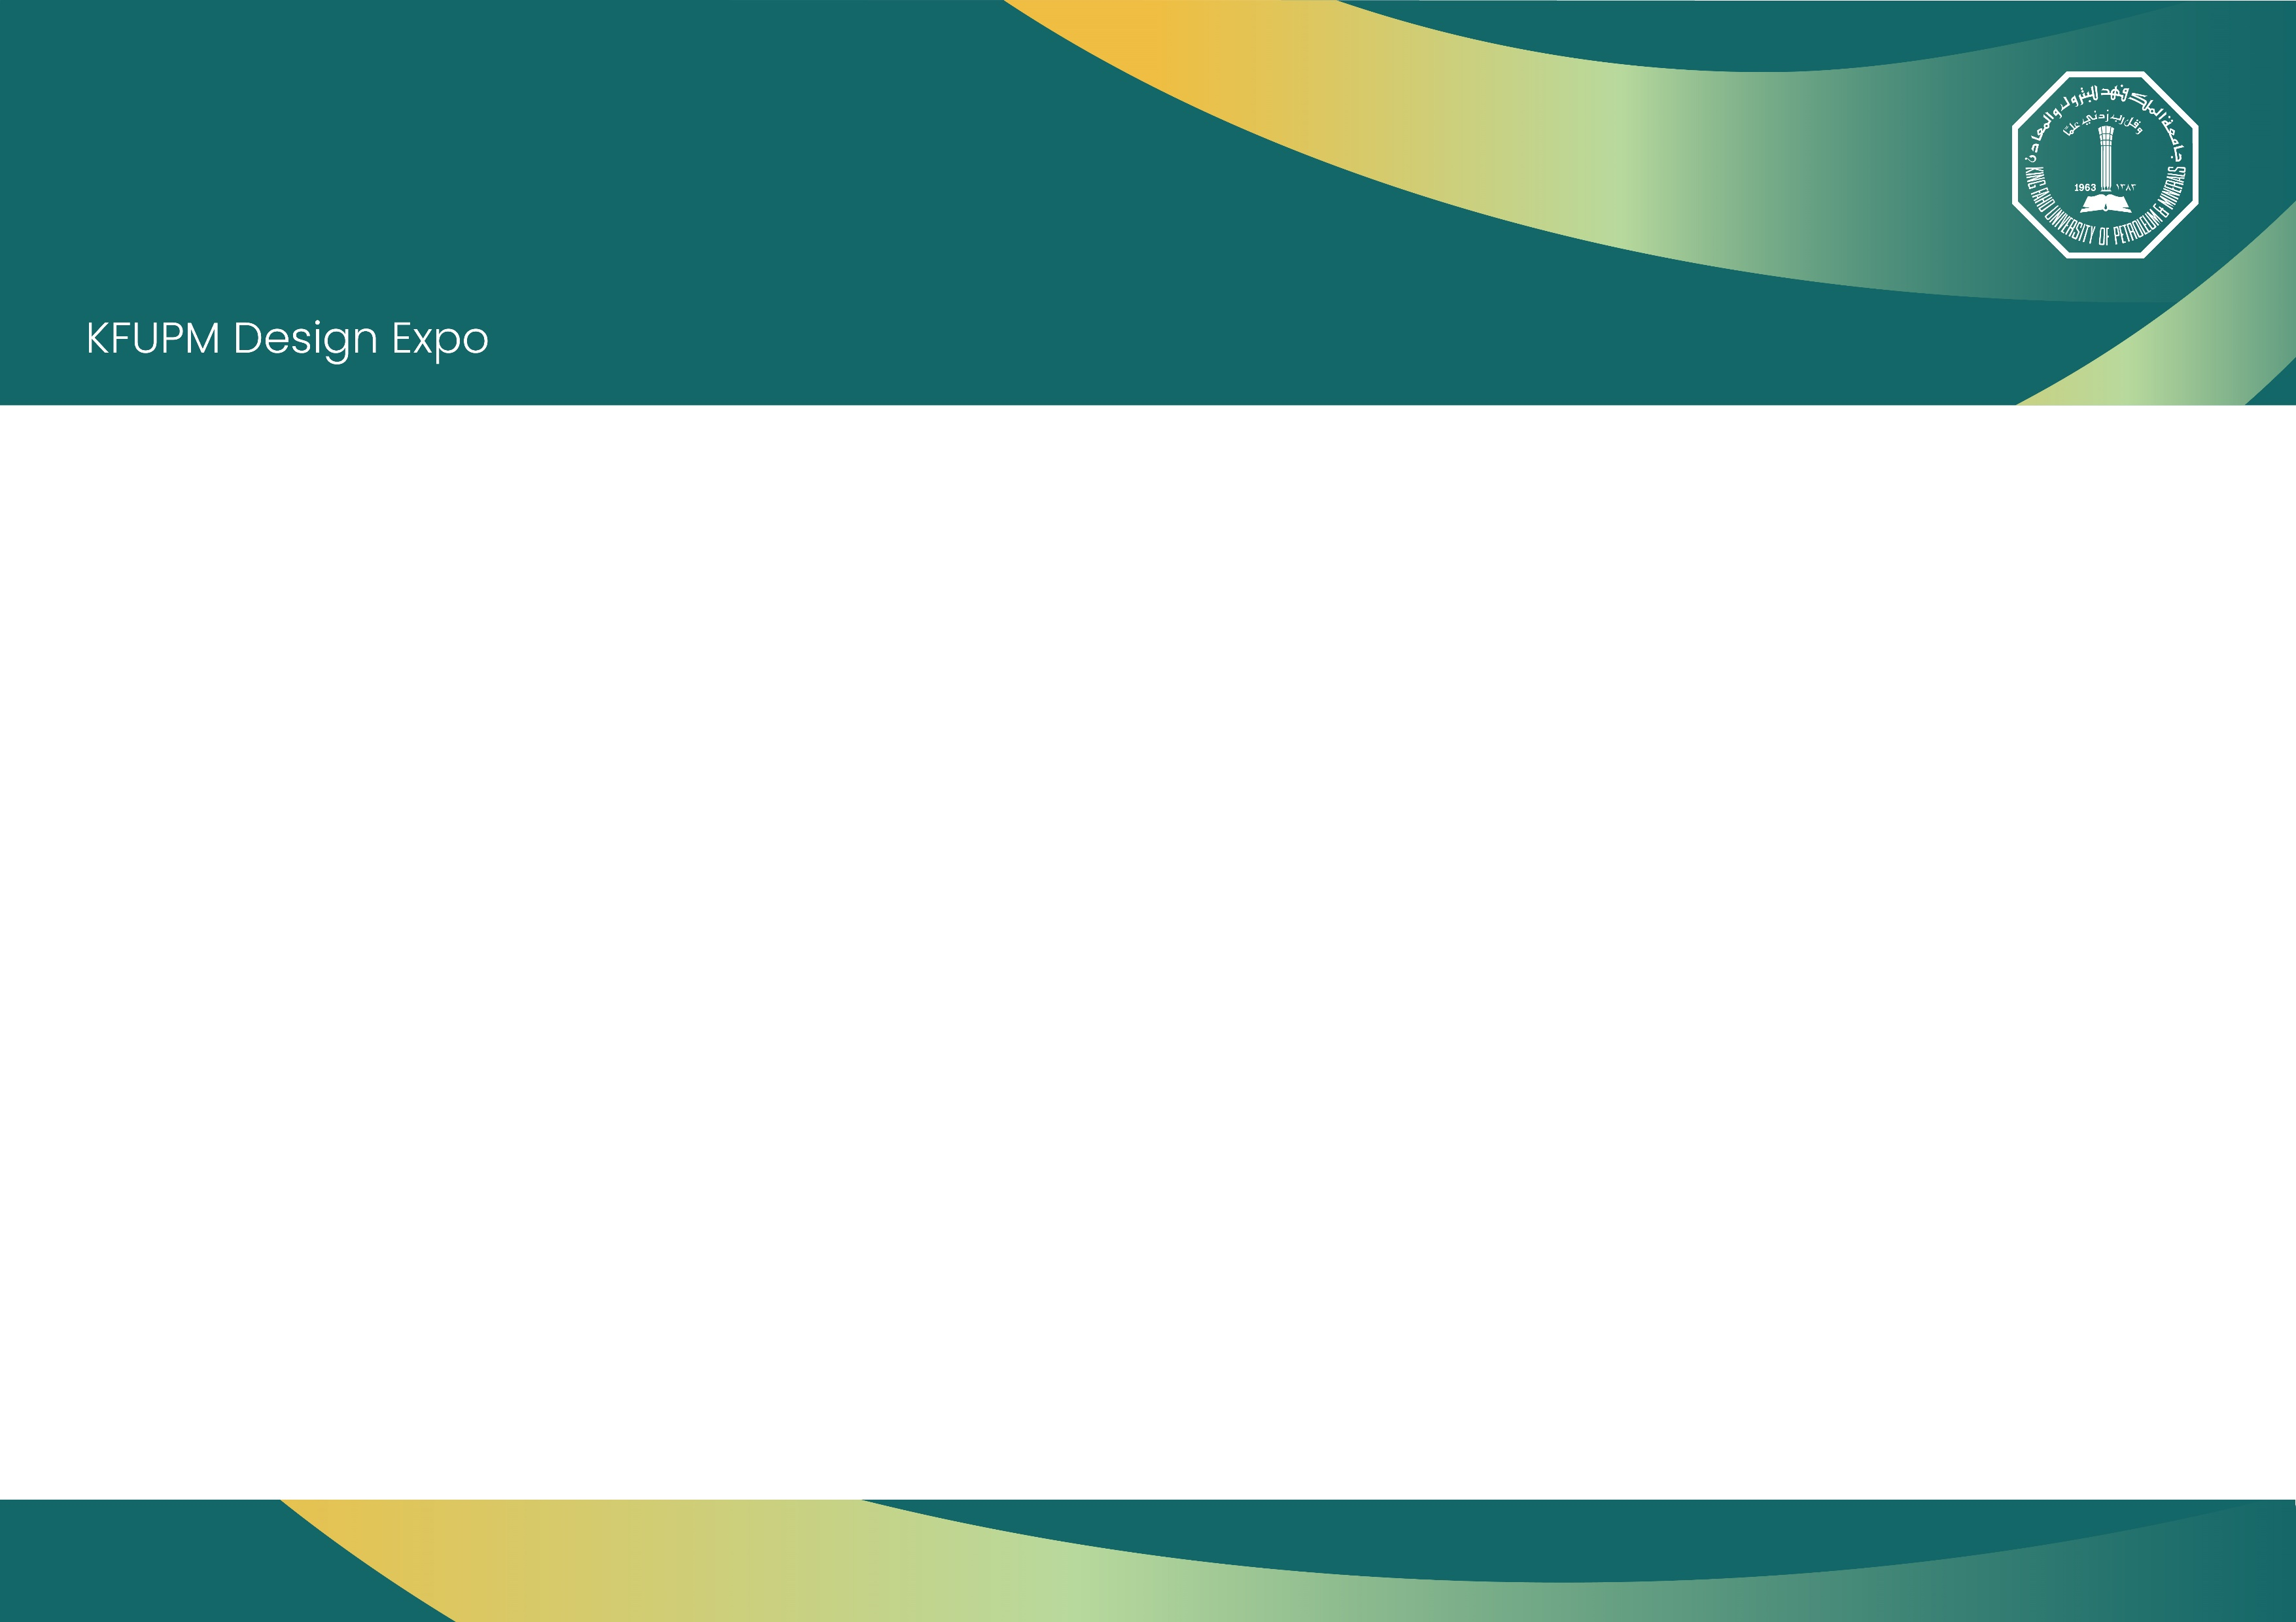 جامعة الملك فهد للبترول والمعادن
وقل رب زدني علمًا
1963 ١٣٨٣
KING FAHD UNIVERSITY OF PETROLEUM & MINERALS
KFUPM Design Expo